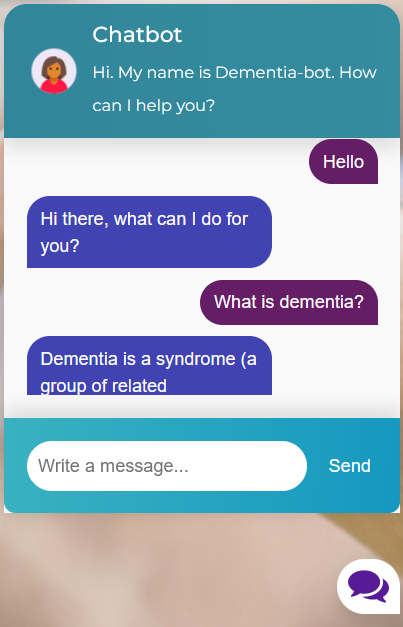 Chatbot
Hi. My name is Dementia-bot. How
can I help you?
Hello
Hi there, what can I do for
you?
What is dementia?
Dementia is a syndrome (a
group of related
Write a message...
Send